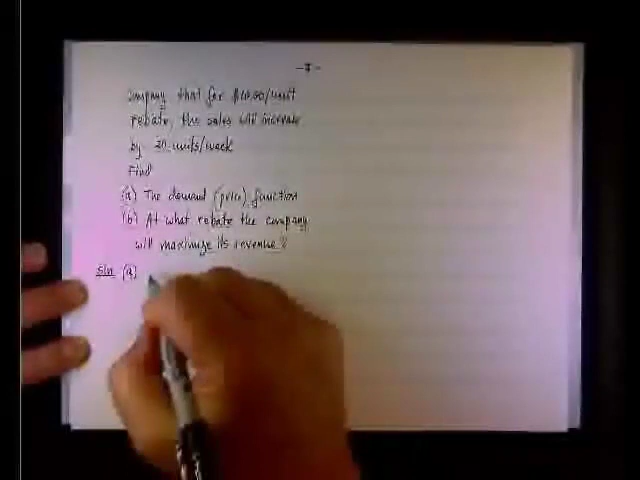 Company that for $10.00/unit
rebate, the sales will increase
by 20 units/week
Find
(a) The demand (price) function
(b) At what rebate the company
will maximize its revenue?
Sln (a)